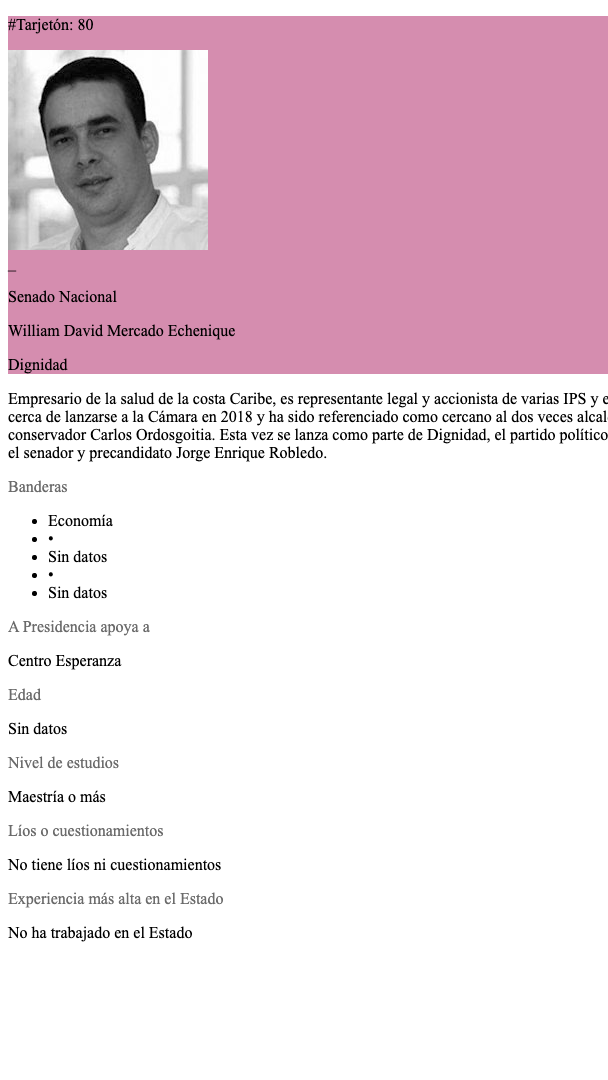 #Tarjetón: 80
_
Senado Nacional
William David Mercado Echenique
Dignidad
Empresario de la salud de la costa Caribe, es representante legal y accionista de varias IPS y
cerca de lanzarse a la Cámara en 2018 y ha sido referenciado como cercano al dos veces
conservador Carlos Ordosgoitia. Esta vez se lanza como parte de Dignidad, el partido político
el senador y precandidato Jorge Enrique Robledo.
Banderas
• Economía
• •
• Sin datos
• •
• Sin datos
A Presidencia apoya a
Centro Esperanza
Edad
Sin datos
Nivel de estudios
Maestría o más
Líos o cuestionamientos
No tiene líos ni cuestionamientos
Experiencia más alta en el Estado
No ha trabajado en el Estado